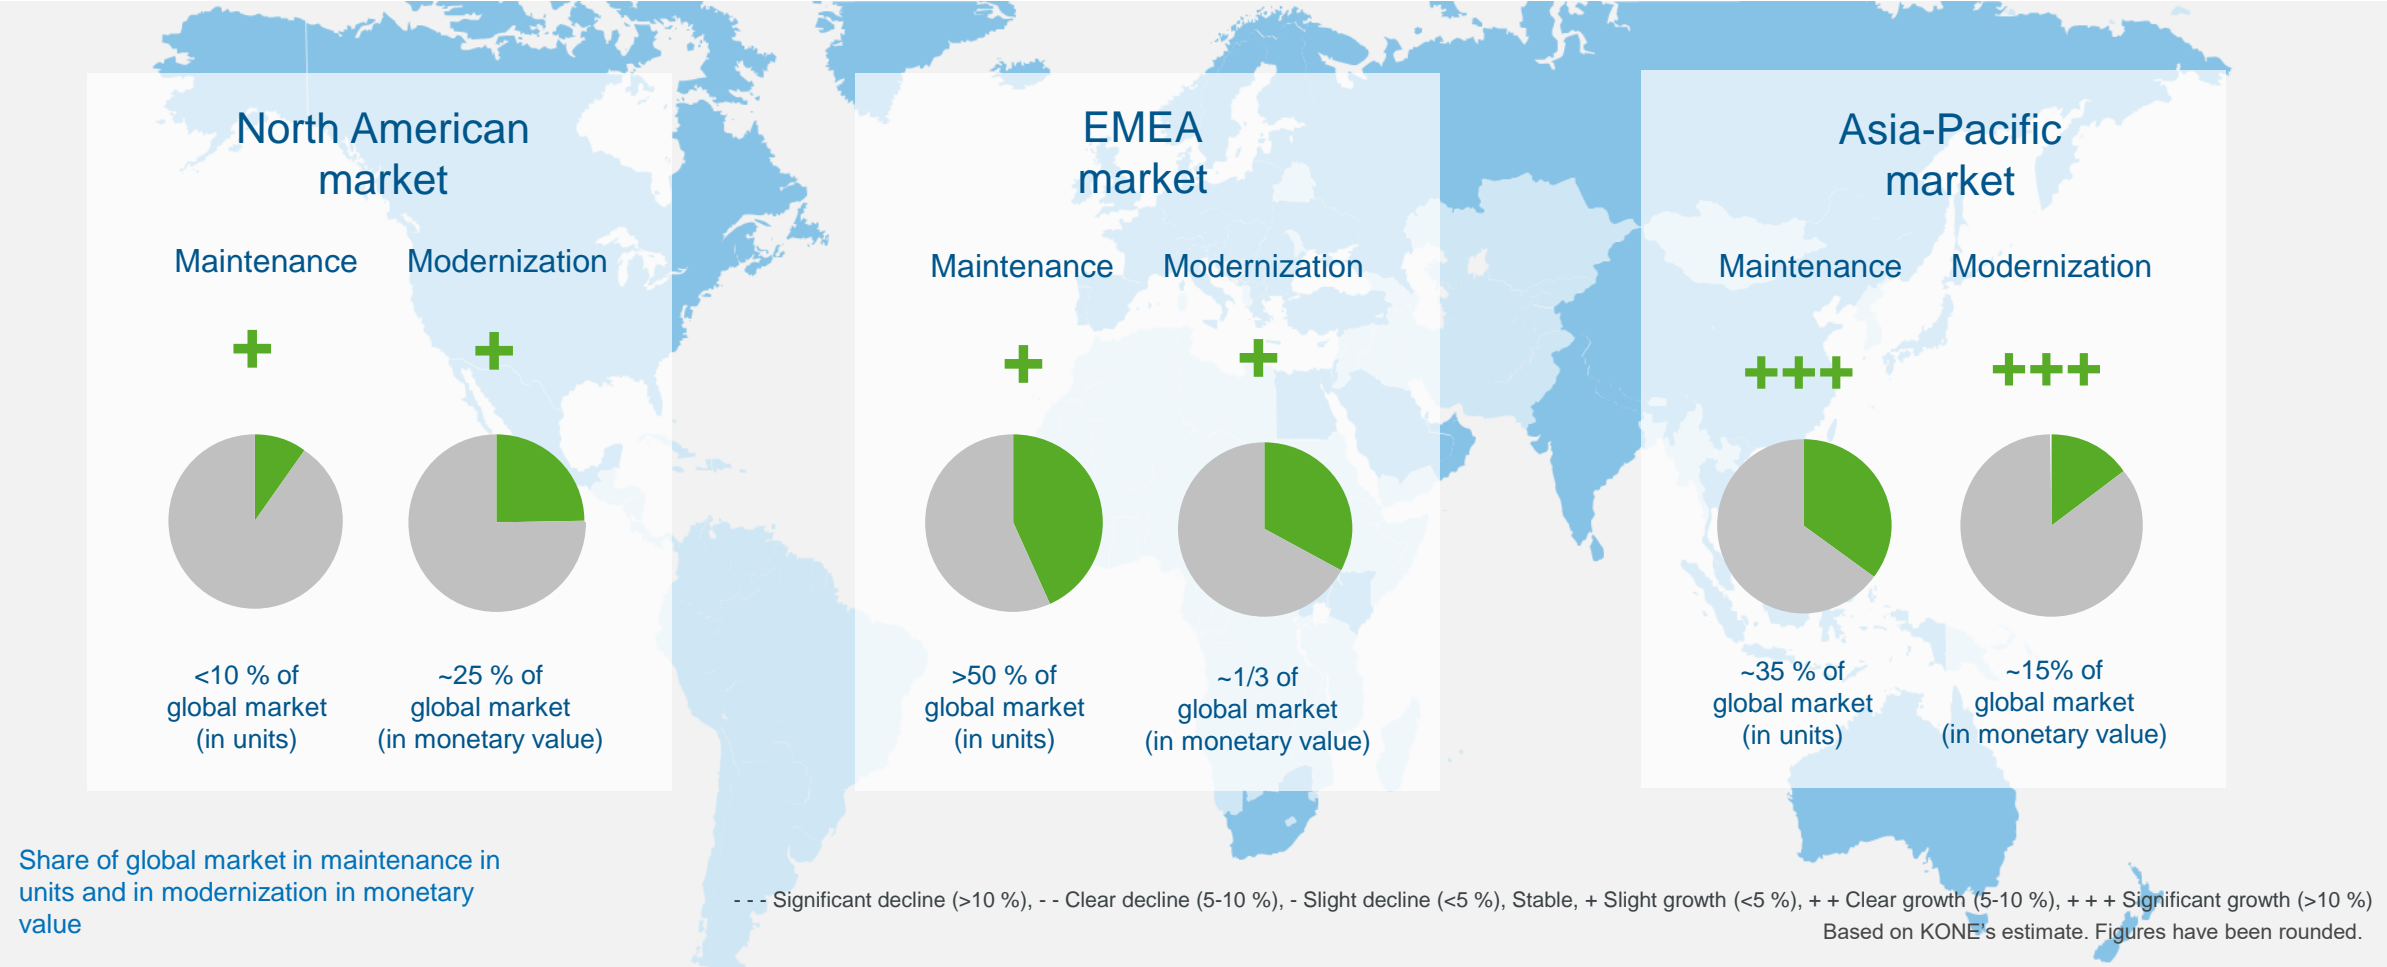 North American
market
Maintenance
Modernization
+
+
<10 % of
global market
(in units)
~25 % of
global market
(in monetary value)
EMEA
market
Maintenance
Modernization
+
+
>50 % of
global market
(in units)
~1/3 of
global market
(in monetary value)
Asia-Pacific
market
Maintenance
Modernization
+++
+++
~35 % of
global market
(in units)
~15% of
global market
(in monetary value)
Share of global market in maintenance in
units and in modernization in monetary
value
- - - Significant decline (>10 %), - - Clear decline (5-10 %), - Slight decline (<5 %), Stable, + Slight growth (<5 %), + + Clear growth (5-10 %), + + + Significant growth (>10 %)
Based on KONE's estimate. Figures have been rounded.